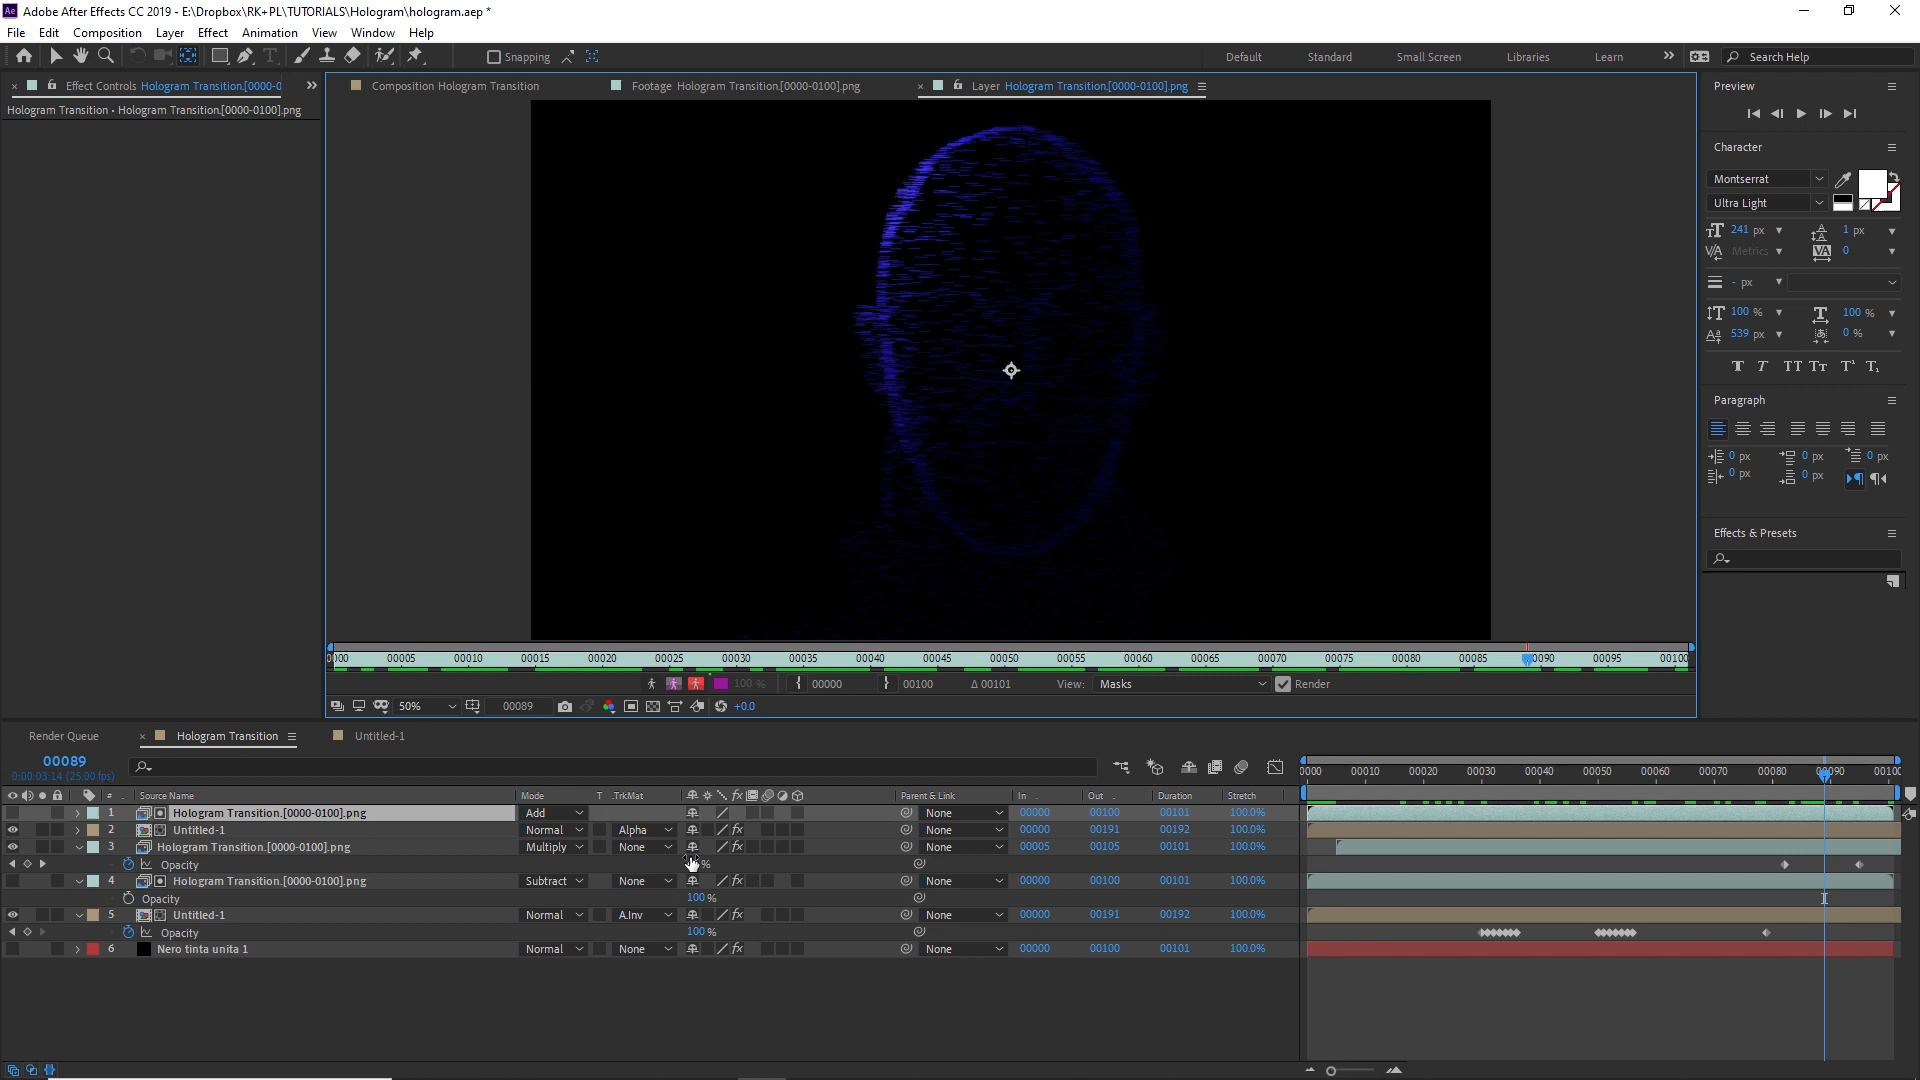 Adobe After Effects CC 2019 - E:\Dropbox\RK+PL\TUTORIALS\Hologram\hologram.aep *
File Edit Composition Layer Effect Animation View Window Help
Snapping Default Standard Small Screen Libraries Learn Search Help
Effect Controls Hologram Transition.[0000-0 Composition Hologram Transition Footage Hologram Transition.[0000-0100].png Layer Hologram Transition.[0000-0100].png Preview
Hologram Transition • Hologram Transition.[0000-0100].png
Character
Montserrat
Ultra Light
241 px 1 px
Metrics 0
- px
100 % 100 %
539 px 0 %
Paragraph
0 px 0 px 0 px
0 px 0 px
Effects & Presets
00005 00010 00015 00020 00025 00030 00035 00040 00045 00050 00055 00060 00065 00070 00075 00080 00085 00095
100 % 00000 00100 Δ 00101 View: Masks Render
50% 00089 +0.0
Render Queue Hologram Transition Untitled-1
00089
0:00:03:14 (25.00 fps)
00010 00020 00030 00040 00050 00060 00070 00080
# Source Name Mode T .TrkMat Parent & Link In Out Duration Stretch
1 Hologram Transition.[0000-0100].png Add None 00000 00100 00101 100.0%
2 Untitled-1 Normal Alpha None 00000 00191 00192 100.0%
3 Hologram Transition.[0000-0100].png Multiply None None 00005 00105 00101 100.0%
Opacity %
4 Hologram Transition.[0000-0100].png Subtract None None 00000 00100 00101 100.0%
Opacity 100 %
5 Untitled-1 Normal A.Inv None 00000 00191 00192 100.0%
Opacity 100 %
6 Nero tinta unita 1 Normal None None 00000 00100 00101 100.0%